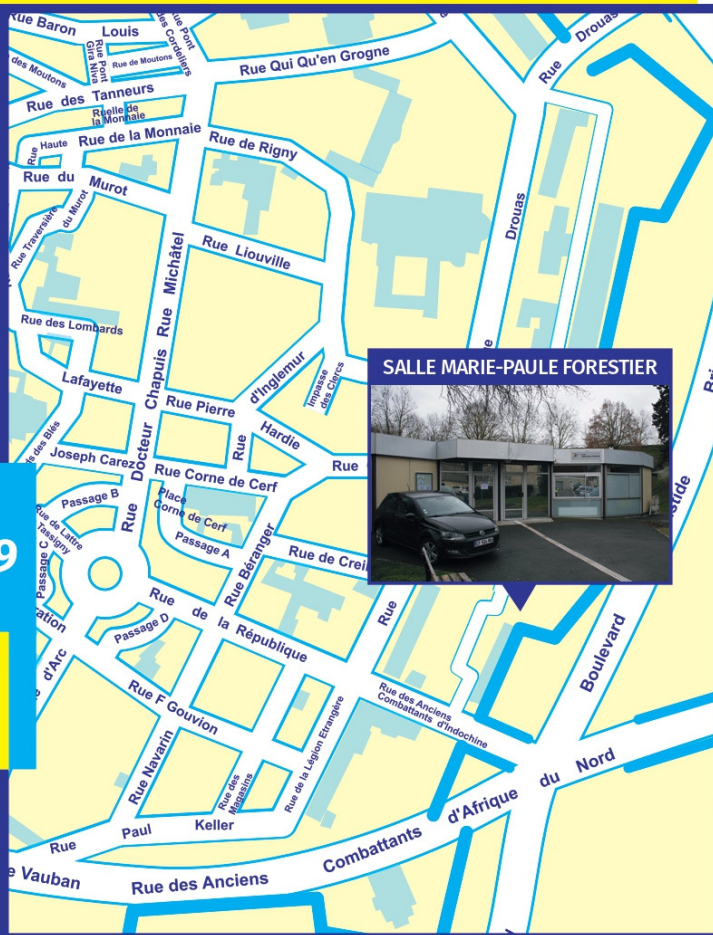 Rue Baron Louis
Rue Pont
des Cordeliers
Rue Pont
Gira Niva
Rue de Moutons
des Moutons
Rue Qui Qu'en Grogne
Rue Drouas
Rue des Tanneurs
Ruelle de
la Monnaie
Rue Haute
Rue de la Monnaie
Rue de Rigny
Rue du Murot
du Murot
Rue Traversière
Rue Liouville
Drouas
Rue Michâtel
Rue des Lombards
Lafayette
Rue Docteur Chapuis
Rue Pierre Hardie
Rue d'Inglemur
Impasse
des Clercs
SALLE MARIE-PAULE FORESTIER
des Blés
Joseph Carez
Rue Corne de Cerf
Rue
Place
Corne de Cerf
Passage A
Passage B
Rue de Lattre
Tassigny
Passage C
9
Rue Béranger
Rue de Creil
Rue de la République
Passage D
ration
d'Arc
Rue
Rue des Anciens
Combattants d'Indochine
Boulevard
Rue F Gouvion
Rue Navarin
Rue des
Magasins
Rue de la Légion Etrangère
Rue Paul Keller
e Vauban
Rue des Anciens Combattants d'Afrique du Nord